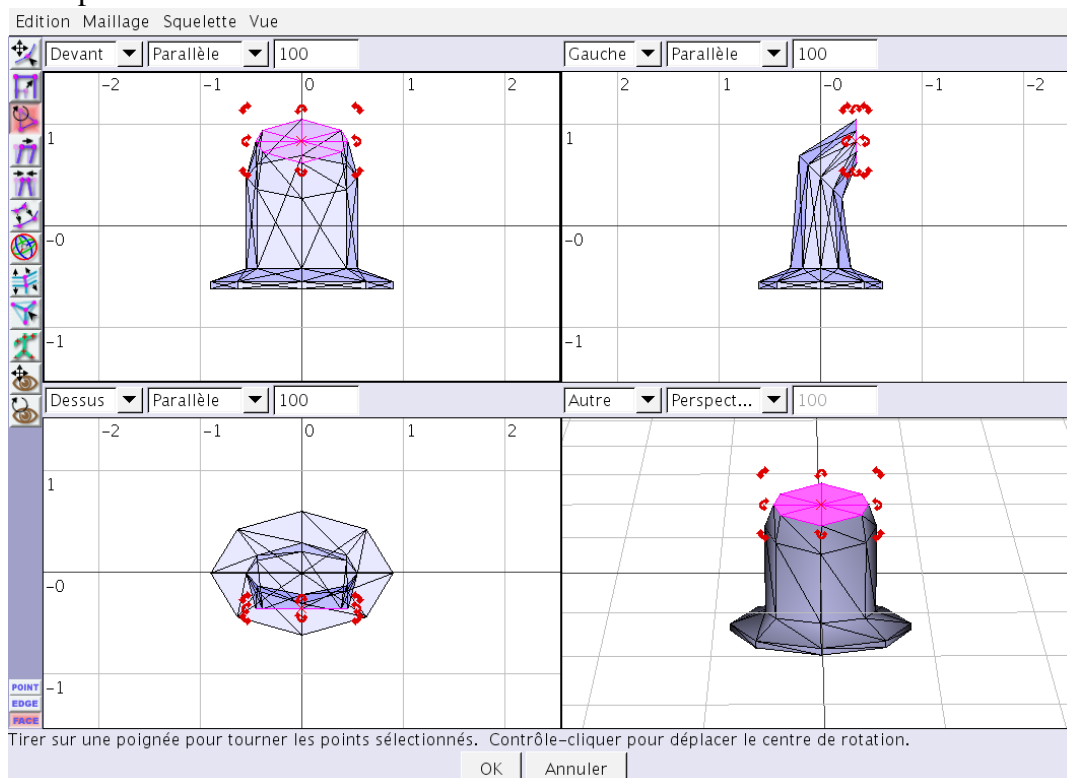 Edition Maillage Squelette Vue
Devant Parallèle 100
Gauche Parallèle 100
-2 -1 0 1 2
2 1 -0 -1 -2
1
1
-0
-0
-1
-1
Dessus Parallèle 100
Autre Perspect... 100
-2 -1 0 1 2
1
-0
-1
POINT
EDGE
FACE
Tirer sur une poignée pour tourner les points sélectionnés. Contrôle-cliquer pour déplacer le centre de rotation.
OK Annuler